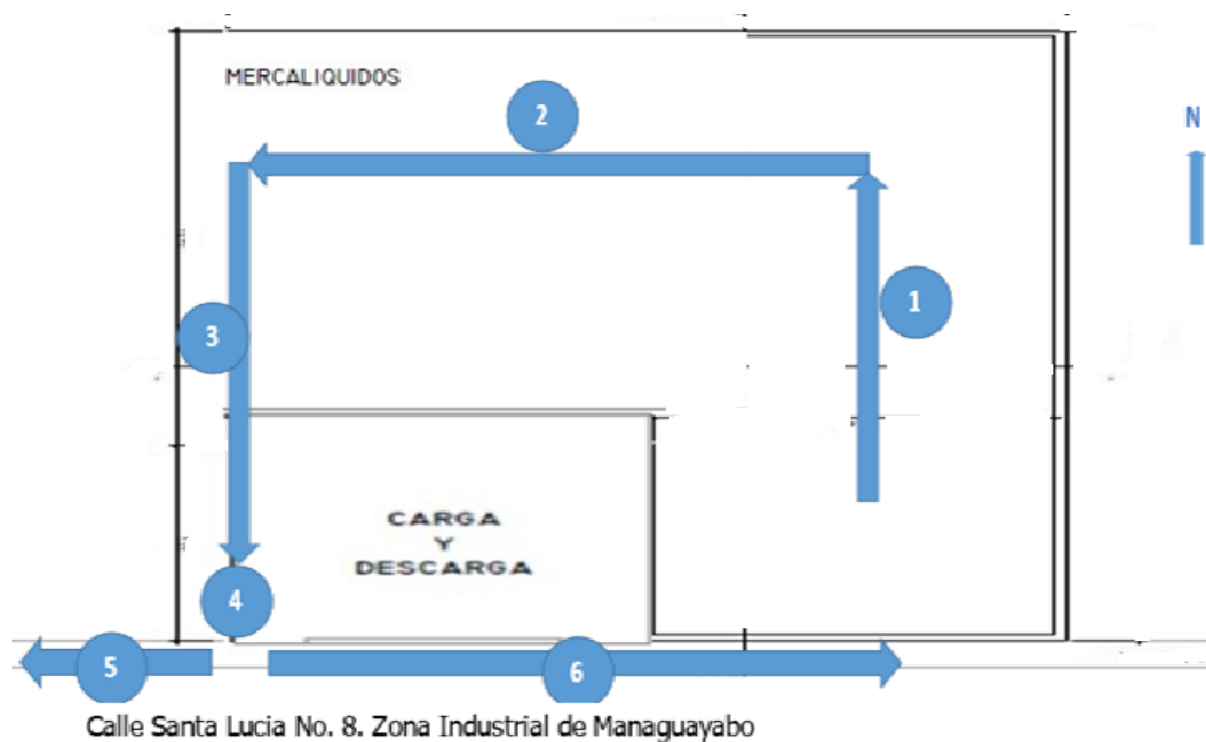 MERCALIQUIDOS
2
N
1
3
CARGA
Y
DESCARGA
4
5
6
Calle Santa Lucia No. 8. Zona Industrial de Managuayabo